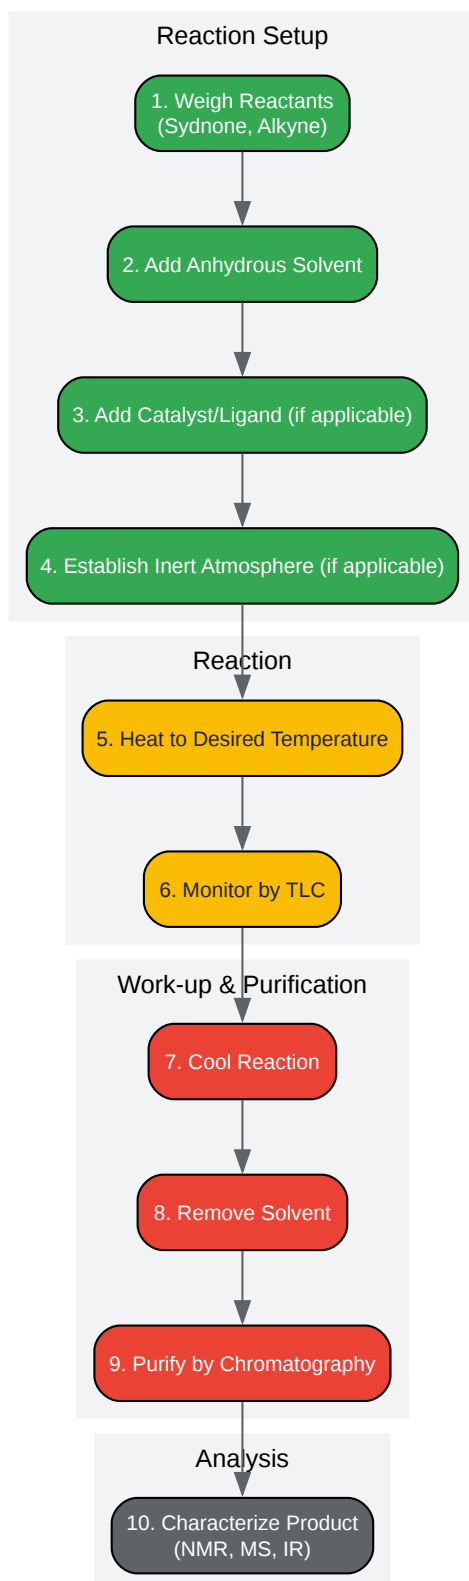 Reaction Setup
1. Weigh Reactants
(Sydnone, Alkyne)
2. Add Anhydrous Solvent
3. Add Catalyst/Ligand (if applicable)
4. Establish Inert Atmosphere (if applicable)
Reaction
5. Heat to Desired Temperature
6. Monitor by TLC
Work-up & Purification
7. Cool Reaction
8. Remove Solvent
9. Purify by Chromatography
Analysis
10. Characterize Product
(NMR, MS, IR)